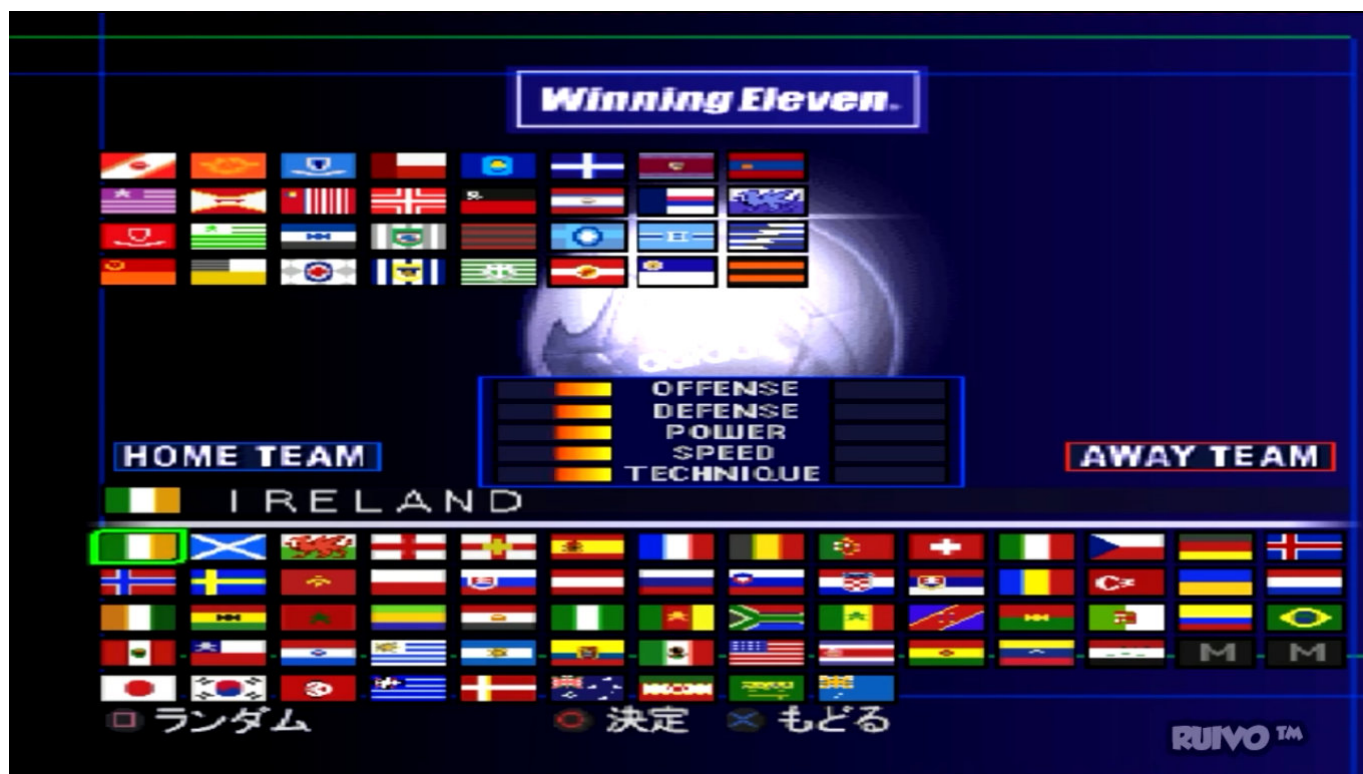 Winning Eleven
OFFENSE
DEFENSE
POWER
SPEED
TECHNIQUE
HOME TEAM
AWAY TEAM
IRELAND
M M
ランダム 決定 もどる
RUIVO TM